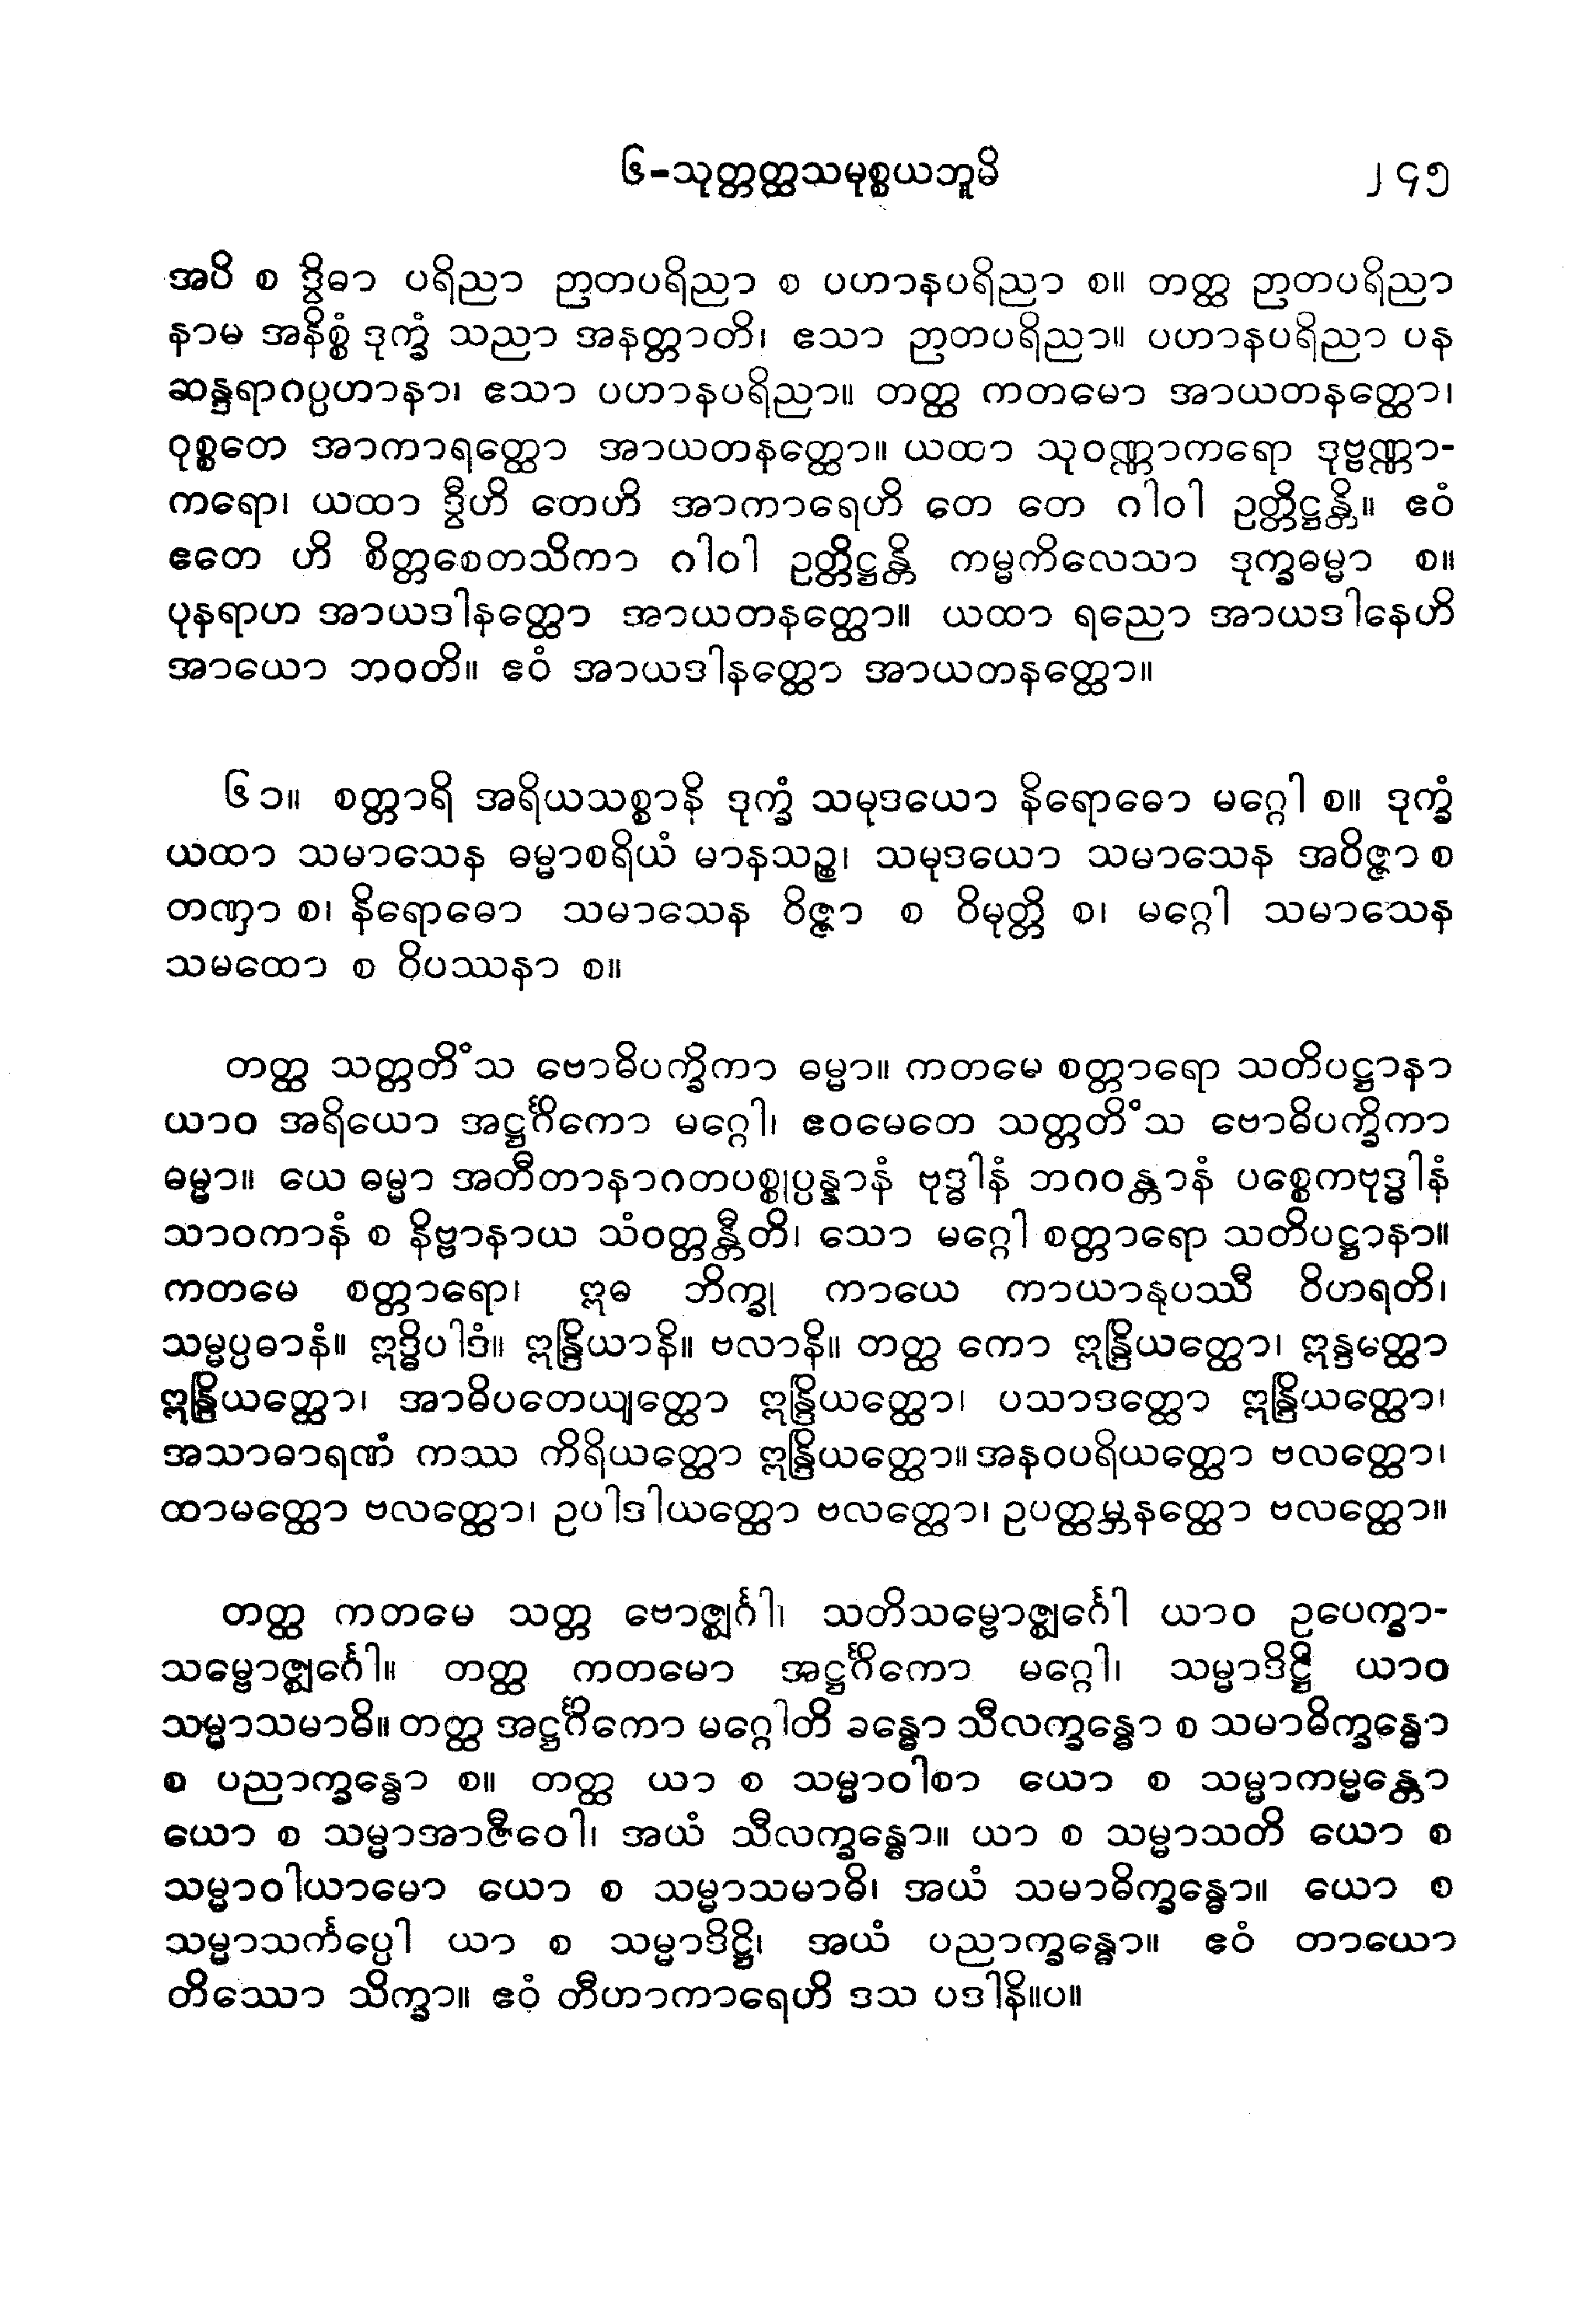 ၆-သုတ္တတ္ထသမုစ္စယဘူမိ ၂၄၅
အပိ စ ဒွိဓာ ပရိညာ ဉာတပရိညာ စ ပဟာနပရိညာ စ။ တတ္ထ ဉာတပရိညာ
နာမ အနိစ္စံ ဒုက္ခံ သညာ အနတ္တာတိ၊ ဧသာ ဉာတပရိညာ။ ပဟာနပရိညာ ပန
ဆန္ဒရာဂပ္ပဟာနာ၊ ဧသာ ပဟာနပရိညာ။ တတ္ထ ကတမော အာယတနတ္ထော၊
ဝုစ္စတေ အာကာရတ္ထော အာယတနတ္ထော။ ယထာ သုဝဏ္ဏာကရော ဒုဗ္ဗဏ္ဏာ-
ကရော၊ ယထာ ဒွီဟိ တေဟိ အာကာရေဟိ တေ တေ ဂါဝါ ဥတ္တိဋ္ဌန္တိ။ ဧဝံ
ဧတေ ဟိ စိတ္တစေတသိကာ ဂါဝါ ဥတ္တိဋ္ဌန္တိ ကမ္မကိလေသာ ဒုက္ခဓမ္မာ စ။
ပုနရာဟ အာယဒါနတ္ထော အာယတနတ္ထော။ ယထာ ရညော အာယဒါနေဟိ
အာယော ဘဝတိ။ ဧဝံ အာယဒါနတ္ထော အာယတနတ္ထော။
၆၁။ စတ္တာရိ အရိယသစ္စာနိ ဒုက္ခံ သမုဒယော နိရောဓော မဂ္ဂေါ စ။ ဒုက္ခံ
ယထာ သမာသေန ဓမ္မာစရိယံ မာနသဉ္စ၊ သမုဒယော သမာသေန အဝိဇ္ဇာ စ
တဏှာ စ၊ နိရောဓော သမာသေန ဝိဇ္ဇာ စ ဝိမုတ္တိ စ၊ မဂ္ဂေါ သမာသေန
သမထော စ ဝိပဿနာ စ။
တတ္ထ သတ္တတိံသ ဗောဓိပက္ခိကာ ဓမ္မာ။ ကတမေ စတ္တာရော သတိပဋ္ဌာနာ
ယာဝ အရိယော အဋ္ဌင်္ဂိကော မဂ္ဂေါ၊ ဧဝမေတေ သတ္တတိံသ ဗောဓိပက္ခိကာ
ဓမ္မာ။ ယေ ဓမ္မာ အတီတာနာဂတပစ္စုပ္ပန္နာနံ ဗုဒ္ဓါနံ ဘဂဝန္တာနံ ပစ္စေကဗုဒ္ဓါနံ
သာဝကာနံ စ နိဗ္ဗာနာယ သံဝတ္တန္တီတိ၊ သော မဂ္ဂေါ စတ္တာရော သတိပဋ္ဌာနာ။
ကတမေ စတ္တာရော၊ ဣဓ ဘိက္ခု ကာယေ ကာယာနုပဿီ ဝိဟရတိ၊
သမ္မပ္ပဓာနံ။ ဣဒ္ဓိပါဒံ။ ဣန္ဒြိယာနိ။ ဗလာနိ။ တတ္ထ ကော ဣန္ဒြိယတ္ထော၊ ဣန္ဒတ္ထော
ဣန္ဒြိယတ္ထော၊ အာဓိပတေယျတ္ထော ဣန္ဒြိယတ္ထော၊ ပသာဒတ္ထော ဣန္ဒြိယတ္ထော၊
အသာဓာရဏံ ကဿ ကိရိယတ္ထော ဣန္ဒြိယတ္ထော။ အနဝပရိယတ္ထော ဗလတ္ထော၊
ထာမတ္ထော ဗလတ္ထော၊ ဥပါဒါယတ္ထော ဗလတ္ထော၊ ဥပတ္ထမ္ဘနတ္ထော ဗလတ္ထော။
တတ္ထ ကတမေ သတ္တ ဗောဇ္ဈင်္ဂါ၊ သတိသမ္ဗောဇ္ဈင်္ဂေါ ယာဝ ဥပေက္ခာ-
သမ္ဗောဇ္ဈင်္ဂေါ။ တတ္ထ ကတမော အဋ္ဌင်္ဂိကော မဂ္ဂေါ၊ သမ္မာဒိဋ္ဌိ ယာဝ
သမ္မာသမာဓိ။ တတ္ထ အဋ္ဌင်္ဂိကော မဂ္ဂေါတိ ခန္ဓော သီလက္ခန္ဓော စ သမာဓိက္ခန္ဓော
စ ပညာက္ခန္ဓော စ။ တတ္ထ ယာ စ သမ္မာဝါစာ ယော စ သမ္မာကမ္မန္တော
ယော စ သမ္မာအာဇီဝေါ၊ အယံ သီလက္ခန္ဓော။ ယာ စ သမ္မာသတိ ယော စ
သမ္မာဝါယာမော ယော စ သမ္မာသမာဓိ၊ အယံ သမာဓိက္ခန္ဓော။ ယော စ
သမ္မာသင်္ကပ္ပေါ ယာ စ သမ္မာဒိဋ္ဌိ၊ အယံ ပညာက္ခန္ဓော။ ဧဝံ တာယော
တိဿော သိက္ခာ။ ဧဝံ တီဟာကာရေဟိ ဒသ ပဒါနိ။ပ။